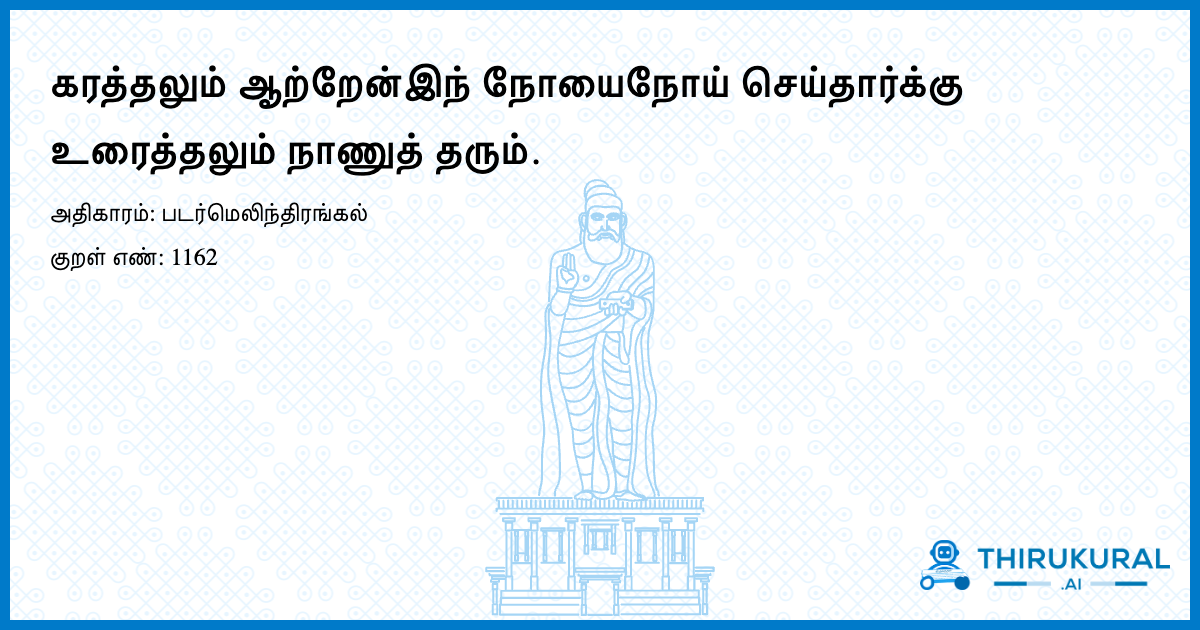 கரத்தலும் ஆற்றேன்இந் நோயைநோய் செய்தார்க்கு
உரைத்தலும் நாணுத் தரும்.
அதிகாரம்: படர்மெலிந்திரங்கல்
குறள் எண்: 1162
THIRUKURAL
.AI